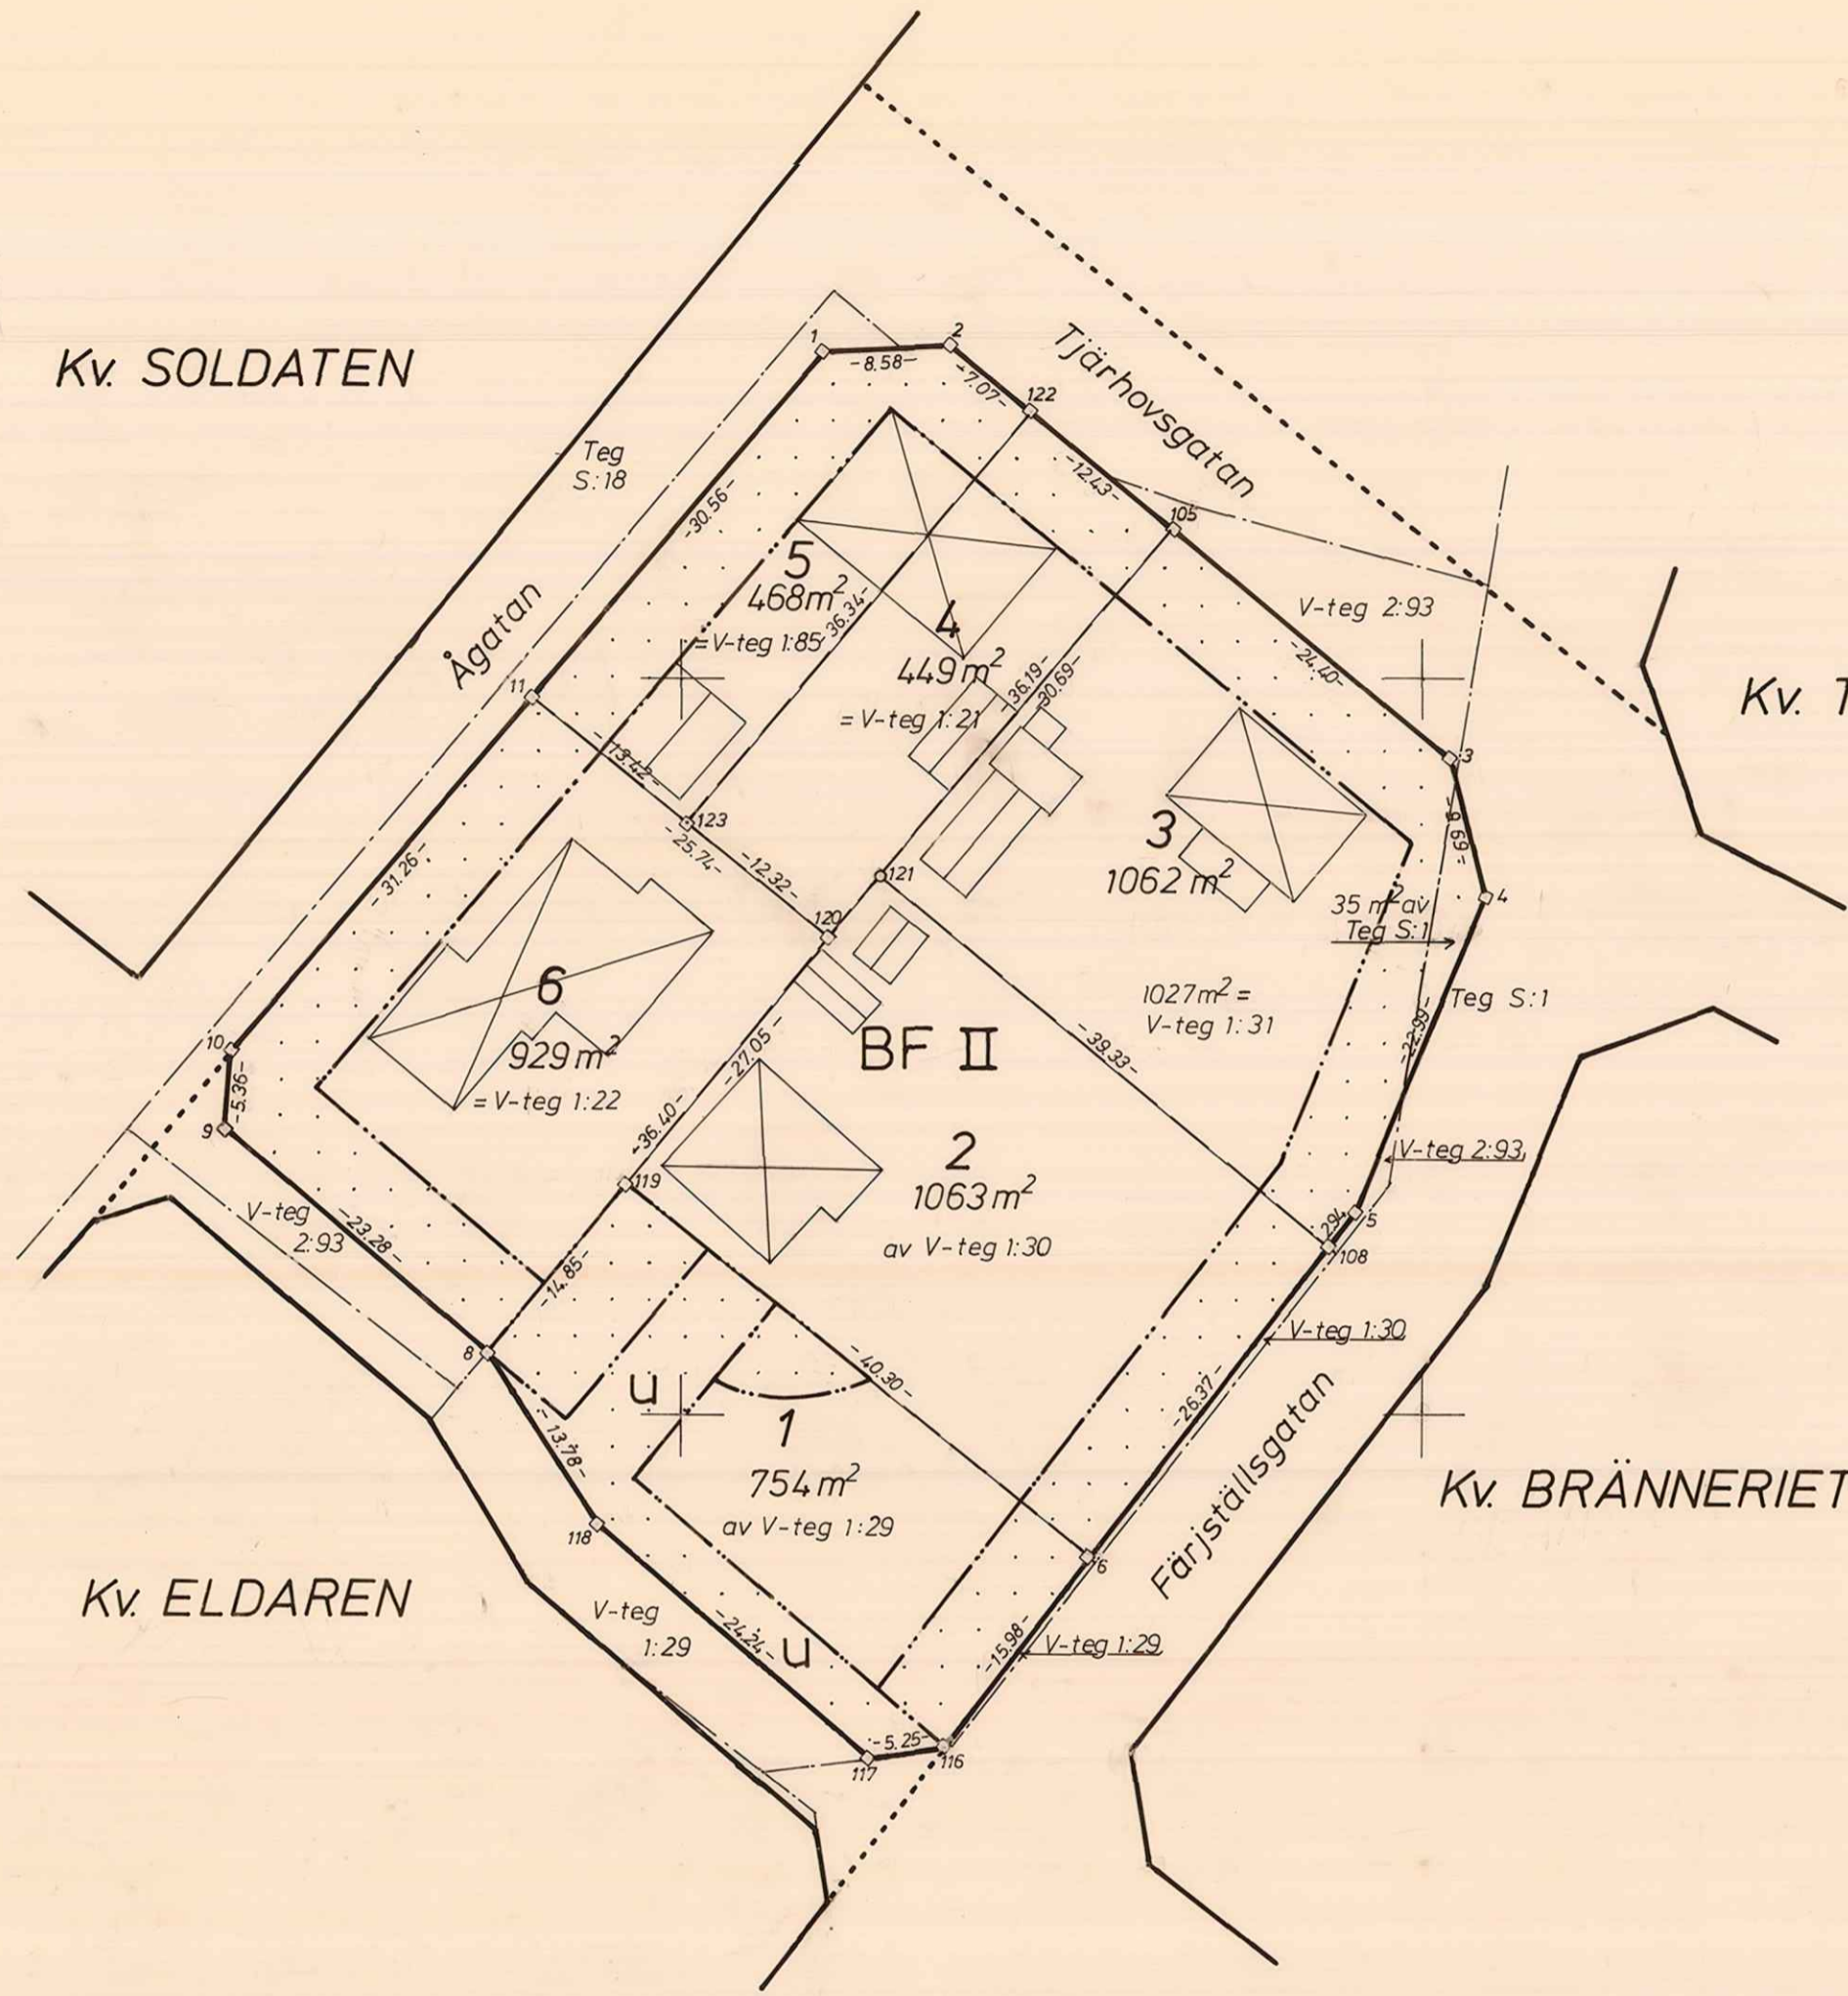 Kv. SOLDATEN
Teg
S:18
Ågatan
Tjärhovsgatan
1
2
-8.58-
-7.07-
122
-12.43-
105
-30.56-
5
468m²
= V-teg 1:85
-36.34-
4
449m²
= V-teg 1:21
-36.19-
-30.69-
V-teg 2:93
-24.40-
Kv. T
11
-13.42-
123
-25.74-
-12.32-
120
121
3
-9.69-
4
3
1062 m²
35 m² av
Teg S:1
1027m² =
V-teg 1:31
Teg S:1
-22.99-
-31.26-
6
929m²
= V-teg 1:22
BF II
-27.05-
-36.40-
-39.33-
10
-5.36-
9
V-teg
2:93
-23.28-
119
-14.85-
2
1063m²
av V-teg 1:30
V-teg 2:93
2.94
5
108
V-teg 1:30
8
u
-40.30-
-26.37-
Färjställsgatan
-13.78-
1
754m²
av V-teg 1:29
Kv. BRÄNNERIET
118
6
Kv. ELDAREN
V-teg
1:29
-24.24-
u
-15.98-
V-teg 1:29
-5.25-
117
116